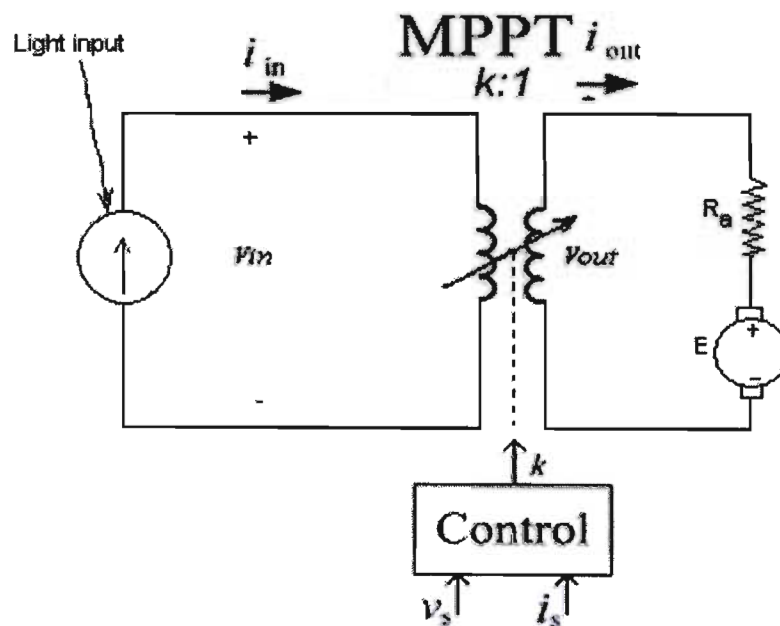 Light input
i in
MPPT
i out
k:1
+
-
vin
vout
Ra
E
+
-
k
Control
vs
is